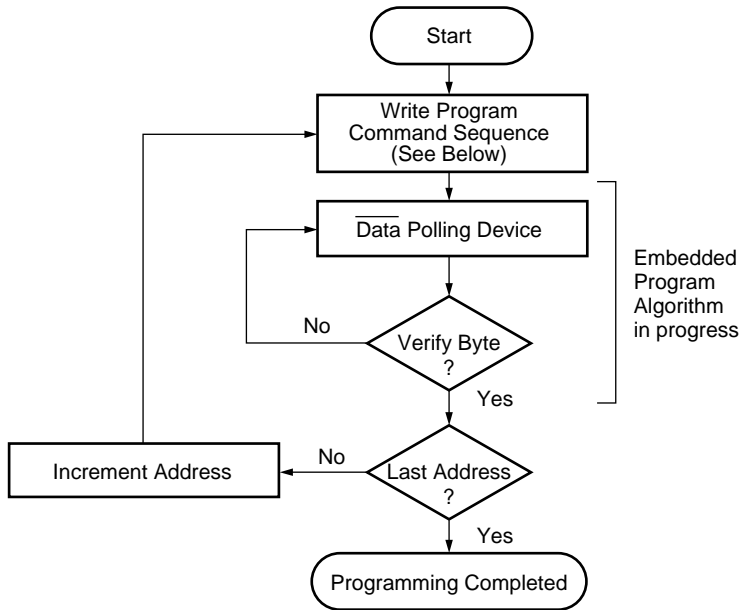 Start
Write Program
Command Sequence
(See Below)
Data Polling Device
Embedded
Program
Algorithm
in progress
No
Verify Byte
?
Yes
Increment Address
No
Last Address
?
Yes
Programming Completed